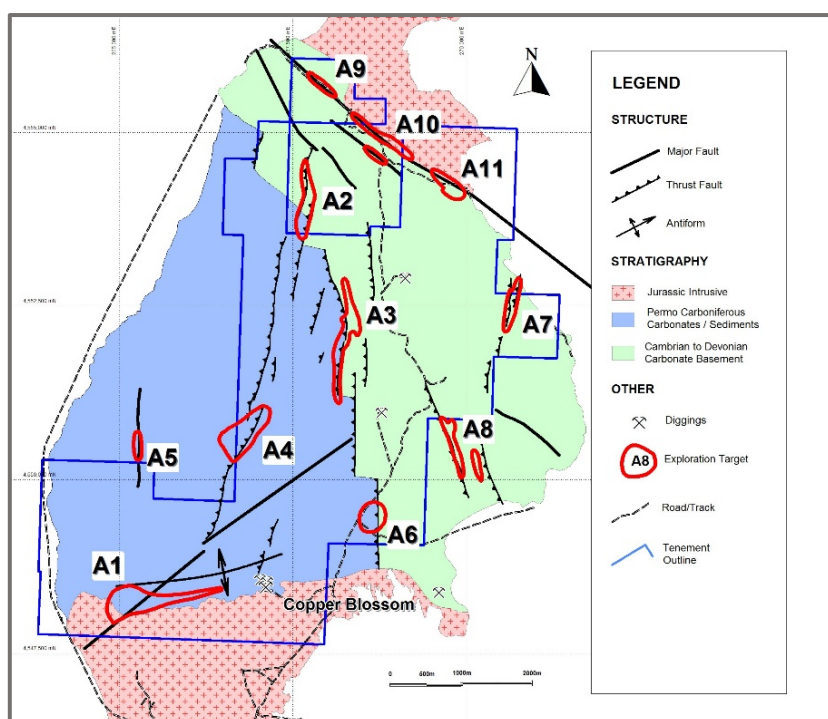 N
A9
A10
A11
A2
A3
A7
A4
A5
A8
A6
A1
Copper Blossom
0 500m 1000m 2000m
LEGEND
STRUCTURE
Major Fault
Thrust Fault
Antiform
STRATIGRAPHY
Jurassic Intrusive
Permo Carboniferous
Carbonates / Sediments
Cambrian to Devonian
Carbonate Basement
OTHER
Diggings
A8 Exploration Target
Road/Track
Tenement
Outline